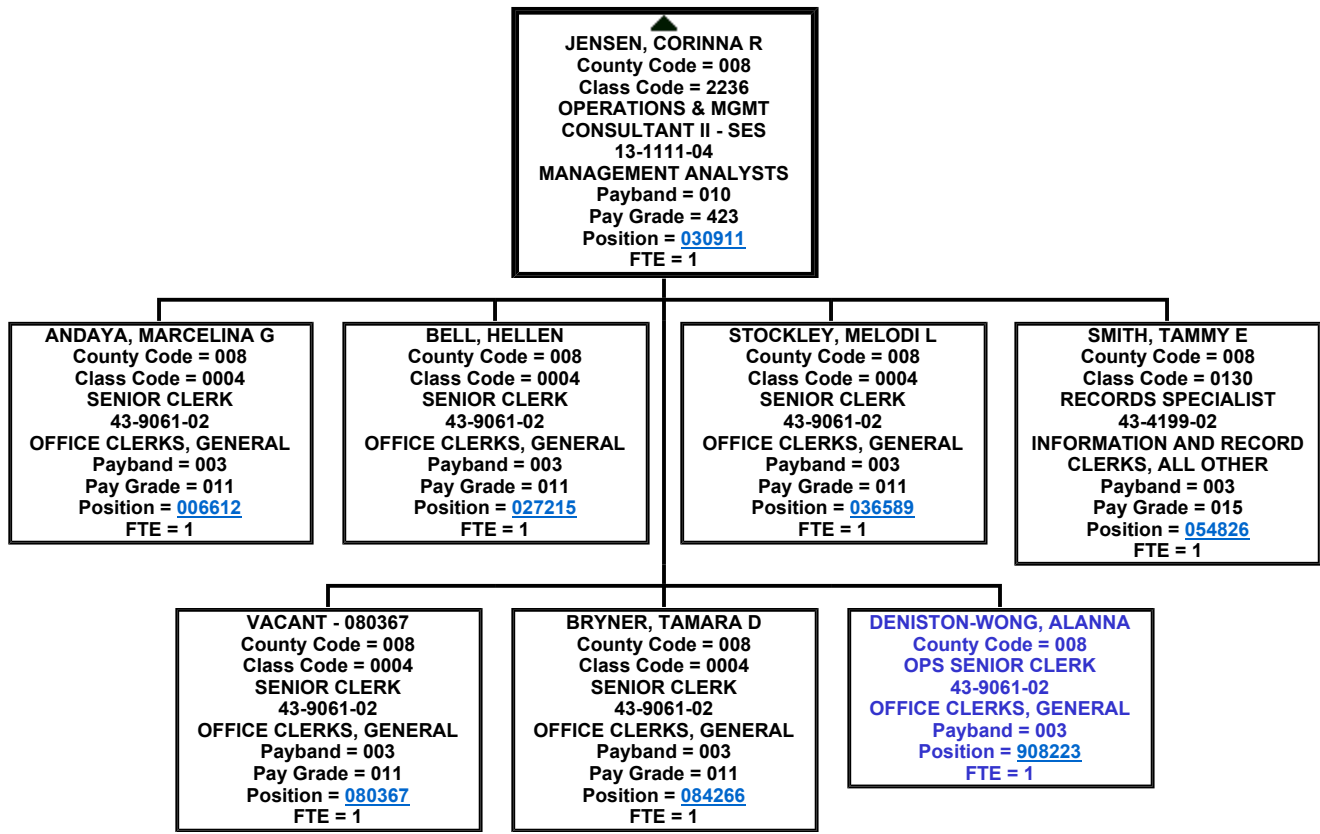 JENSEN, CORINNA R
County Code = 008
Class Code = 2236
OPERATIONS & MGMT
CONSULTANT II - SES
13-1111-04
MANAGEMENT ANALYSTS
Payband = 010
Pay Grade = 423
Position = 030911
FTE = 1
ANDAYA, MARCELINA G
County Code = 008
Class Code = 0004
SENIOR CLERK
43-9061-02
OFFICE CLERKS, GENERAL
Payband = 003
Pay Grade = 011
Position = 006612
FTE = 1
BELL, HELLEN
County Code = 008
Class Code = 0004
SENIOR CLERK
43-9061-02
OFFICE CLERKS, GENERAL
Payband = 003
Pay Grade = 011
Position = 027215
FTE = 1
STOCKLEY, MELODI L
County Code = 008
Class Code = 0004
SENIOR CLERK
43-9061-02
OFFICE CLERKS, GENERAL
Payband = 003
Pay Grade = 011
Position = 036589
FTE = 1
SMITH, TAMMY E
County Code = 008
Class Code = 0130
RECORDS SPECIALIST
43-4199-02
INFORMATION AND RECORD
CLERKS, ALL OTHER
Payband = 003
Pay Grade = 015
Position = 054826
FTE = 1
VACANT - 080367
County Code = 008
Class Code = 0004
SENIOR CLERK
43-9061-02
OFFICE CLERKS, GENERAL
Payband = 003
Pay Grade = 011
Position = 080367
FTE = 1
BRYNER, TAMARA D
County Code = 008
Class Code = 0004
SENIOR CLERK
43-9061-02
OFFICE CLERKS, GENERAL
Payband = 003
Pay Grade = 011
Position = 084266
FTE = 1
DENISTON-WONG, ALANNA
County Code = 008
OPS SENIOR CLERK
43-9061-02
OFFICE CLERKS, GENERAL
Payband = 003
Position = 908223
FTE = 1